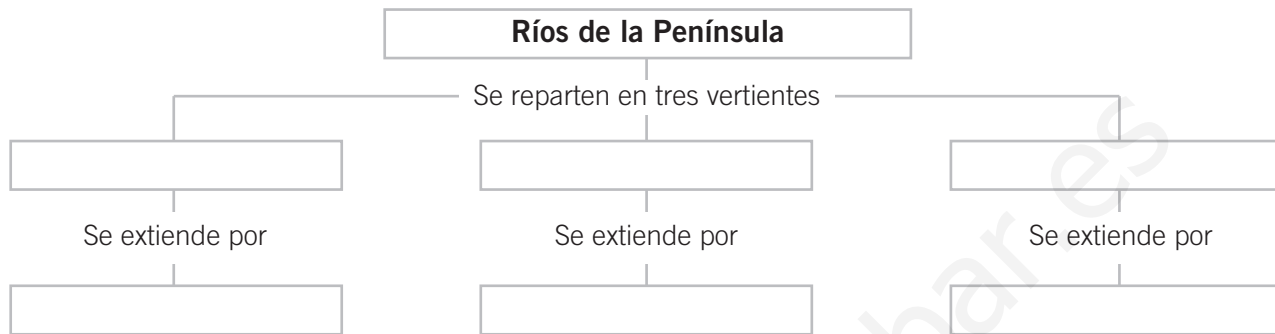 Ríos de la Península
Se reparten en tres vertientes
Se extiende por
Se extiende por
Se extiende por